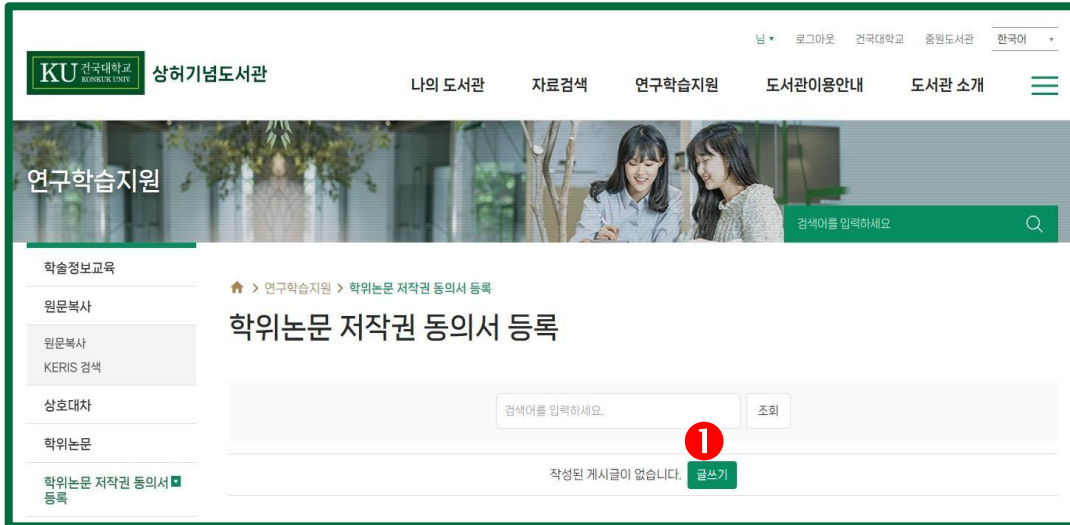 님 로그아웃 건국대학교 중원도서관 한국어
KU 건국대학교 KONKUK UNIV. 상허기념도서관
나의 도서관 자료검색 연구학습지원 도서관이용안내 도서관 소개
연구학습지원
검색어를 입력하세요
학술정보교육
원문복사
원문복사
KERIS 검색
상호대차
학위논문
학위논문 저작권 동의서
등록
> 연구학습지원 > 학위논문 저작권 동의서 등록
학위논문 저작권 동의서 등록
검색어를 입력하세요. 조회
1
작성된 게시글이 없습니다. 글쓰기